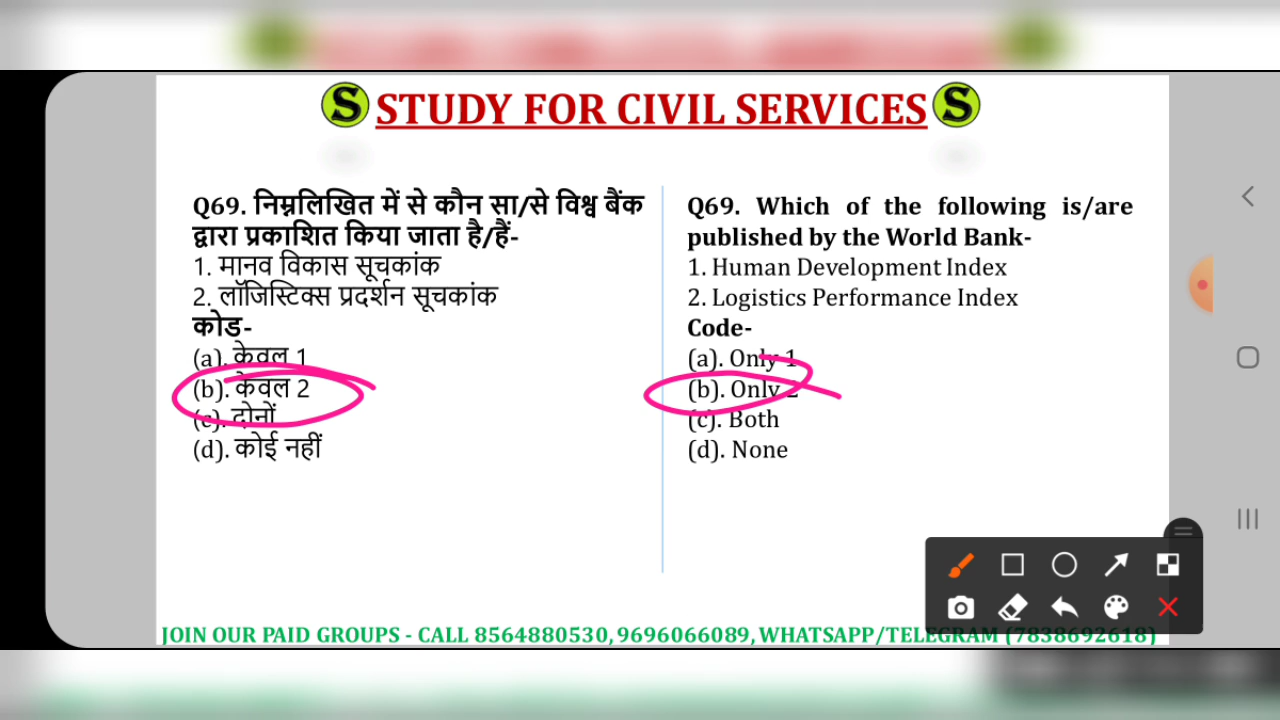 S STUDY FOR CIVIL SERVICES S
Q69. निम्नलिखित में से कौन सा/से विश्व बैंक
द्वारा प्रकाशित किया जाता है/हैं-
1. मानव विकास सूचकांक
2. लॉजिस्टिक्स प्रदर्शन सूचकांक
कोड-
(a). केवल 1
(b). केवल 2
(c). दोनों
(d). कोई नहीं
Q69. Which of the following is/are
published by the World Bank-
1. Human Development Index
2. Logistics Performance Index
Code-
(a). Only 1
(b). Only 2
(c). Both
(d). None
JOIN OUR PAID GROUPS - CALL 8564880530, 9696066089, WHATSAPP/TELEGRAM (7838692618)